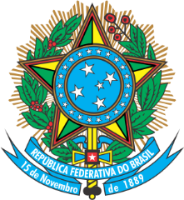 REPÚBLICA FEDERATIVA DO BRASIL
15 de Novembro de 1889